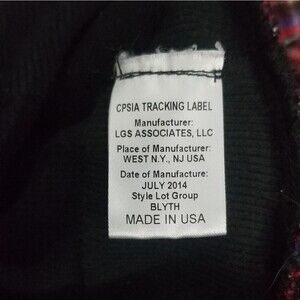 CPSIA TRACKING LABEL
Manufacturer:
LGS ASSOCIATES, LLC
Place of Manufacturer:
WEST N.Y., NJ USA
Date of Manufacturer:
JULY 2014
Style Lot Group
BLYTH
MADE IN USA